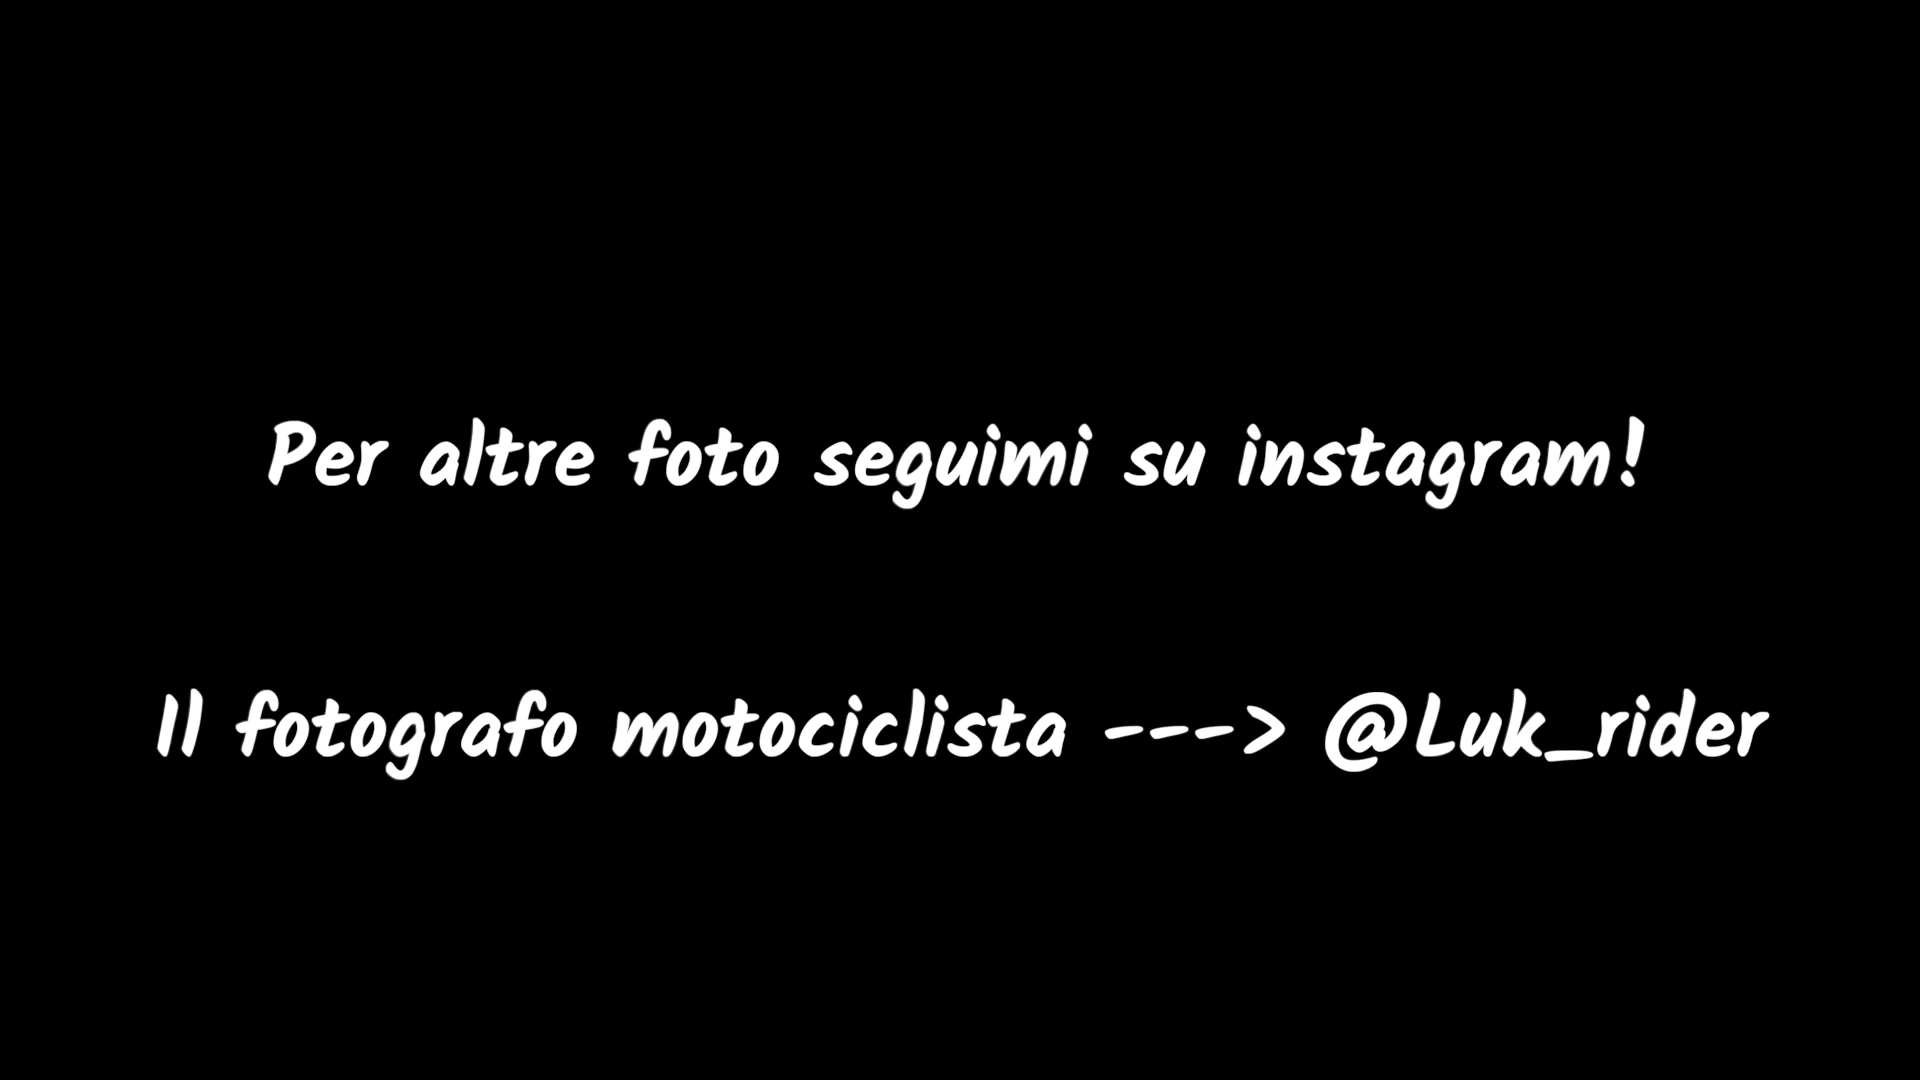 Per altre foto seguimi su instagram!
Il fotografo motociclista ---> @Luk_rider